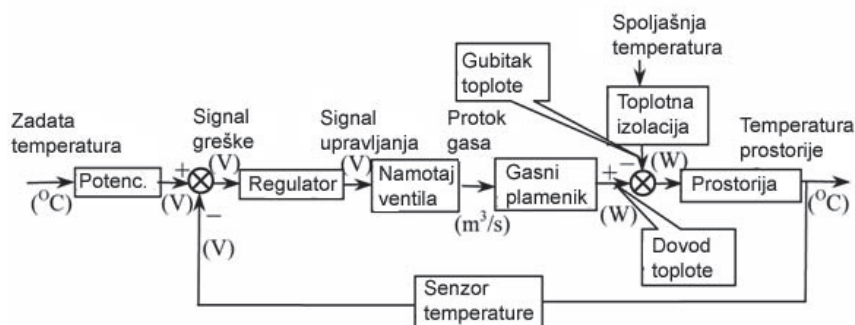 Spoljašnja
temperatura
Gubitak
toplote
Toplotna
izolacija
Zadata
temperatura
Signal
greške
(V)
Signal
upravljanja
(V)
Protok
gasa
Temperatura
prostorije
+
Potenc.
(°C)
(V)
−
(V)
Regulator
Namotaj
ventila
(m³/s)
Gasni
plamenik
+
−
(W)
(W)
Prostorija
(°C)
Dovod
toplote
Senzor
temperature